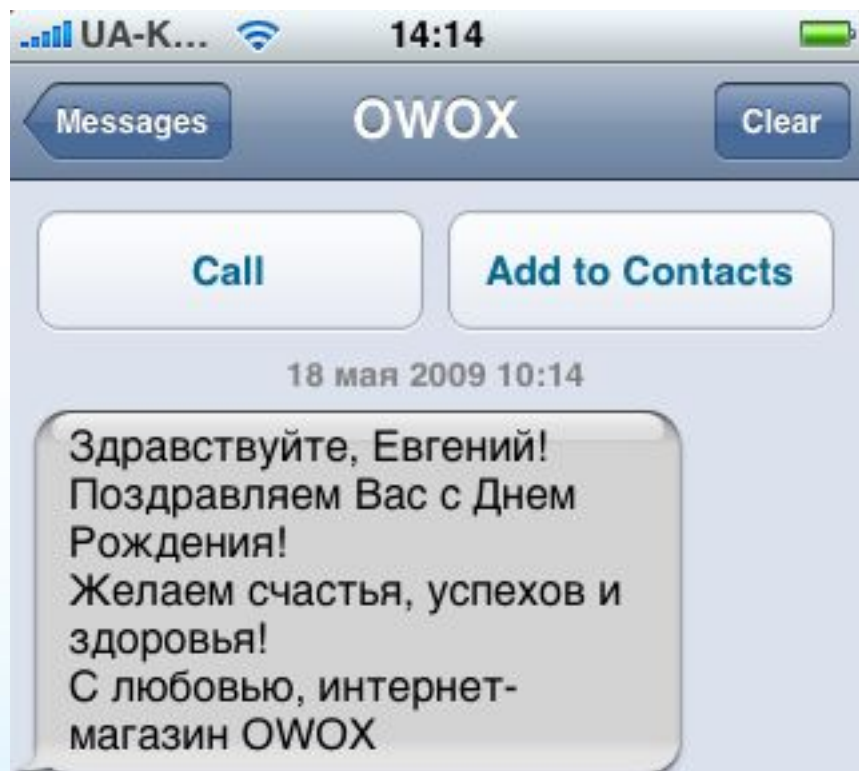 UA-K... 14:14
Messages OWOX Clear
Call Add to Contacts
18 мая 2009 10:14
Здравствуйте, Евгений!
Поздравляем Вас с Днем
Рождения!
Желаем счастья, успехов и
здоровья!
С любовью, интернет-
магазин OWOX